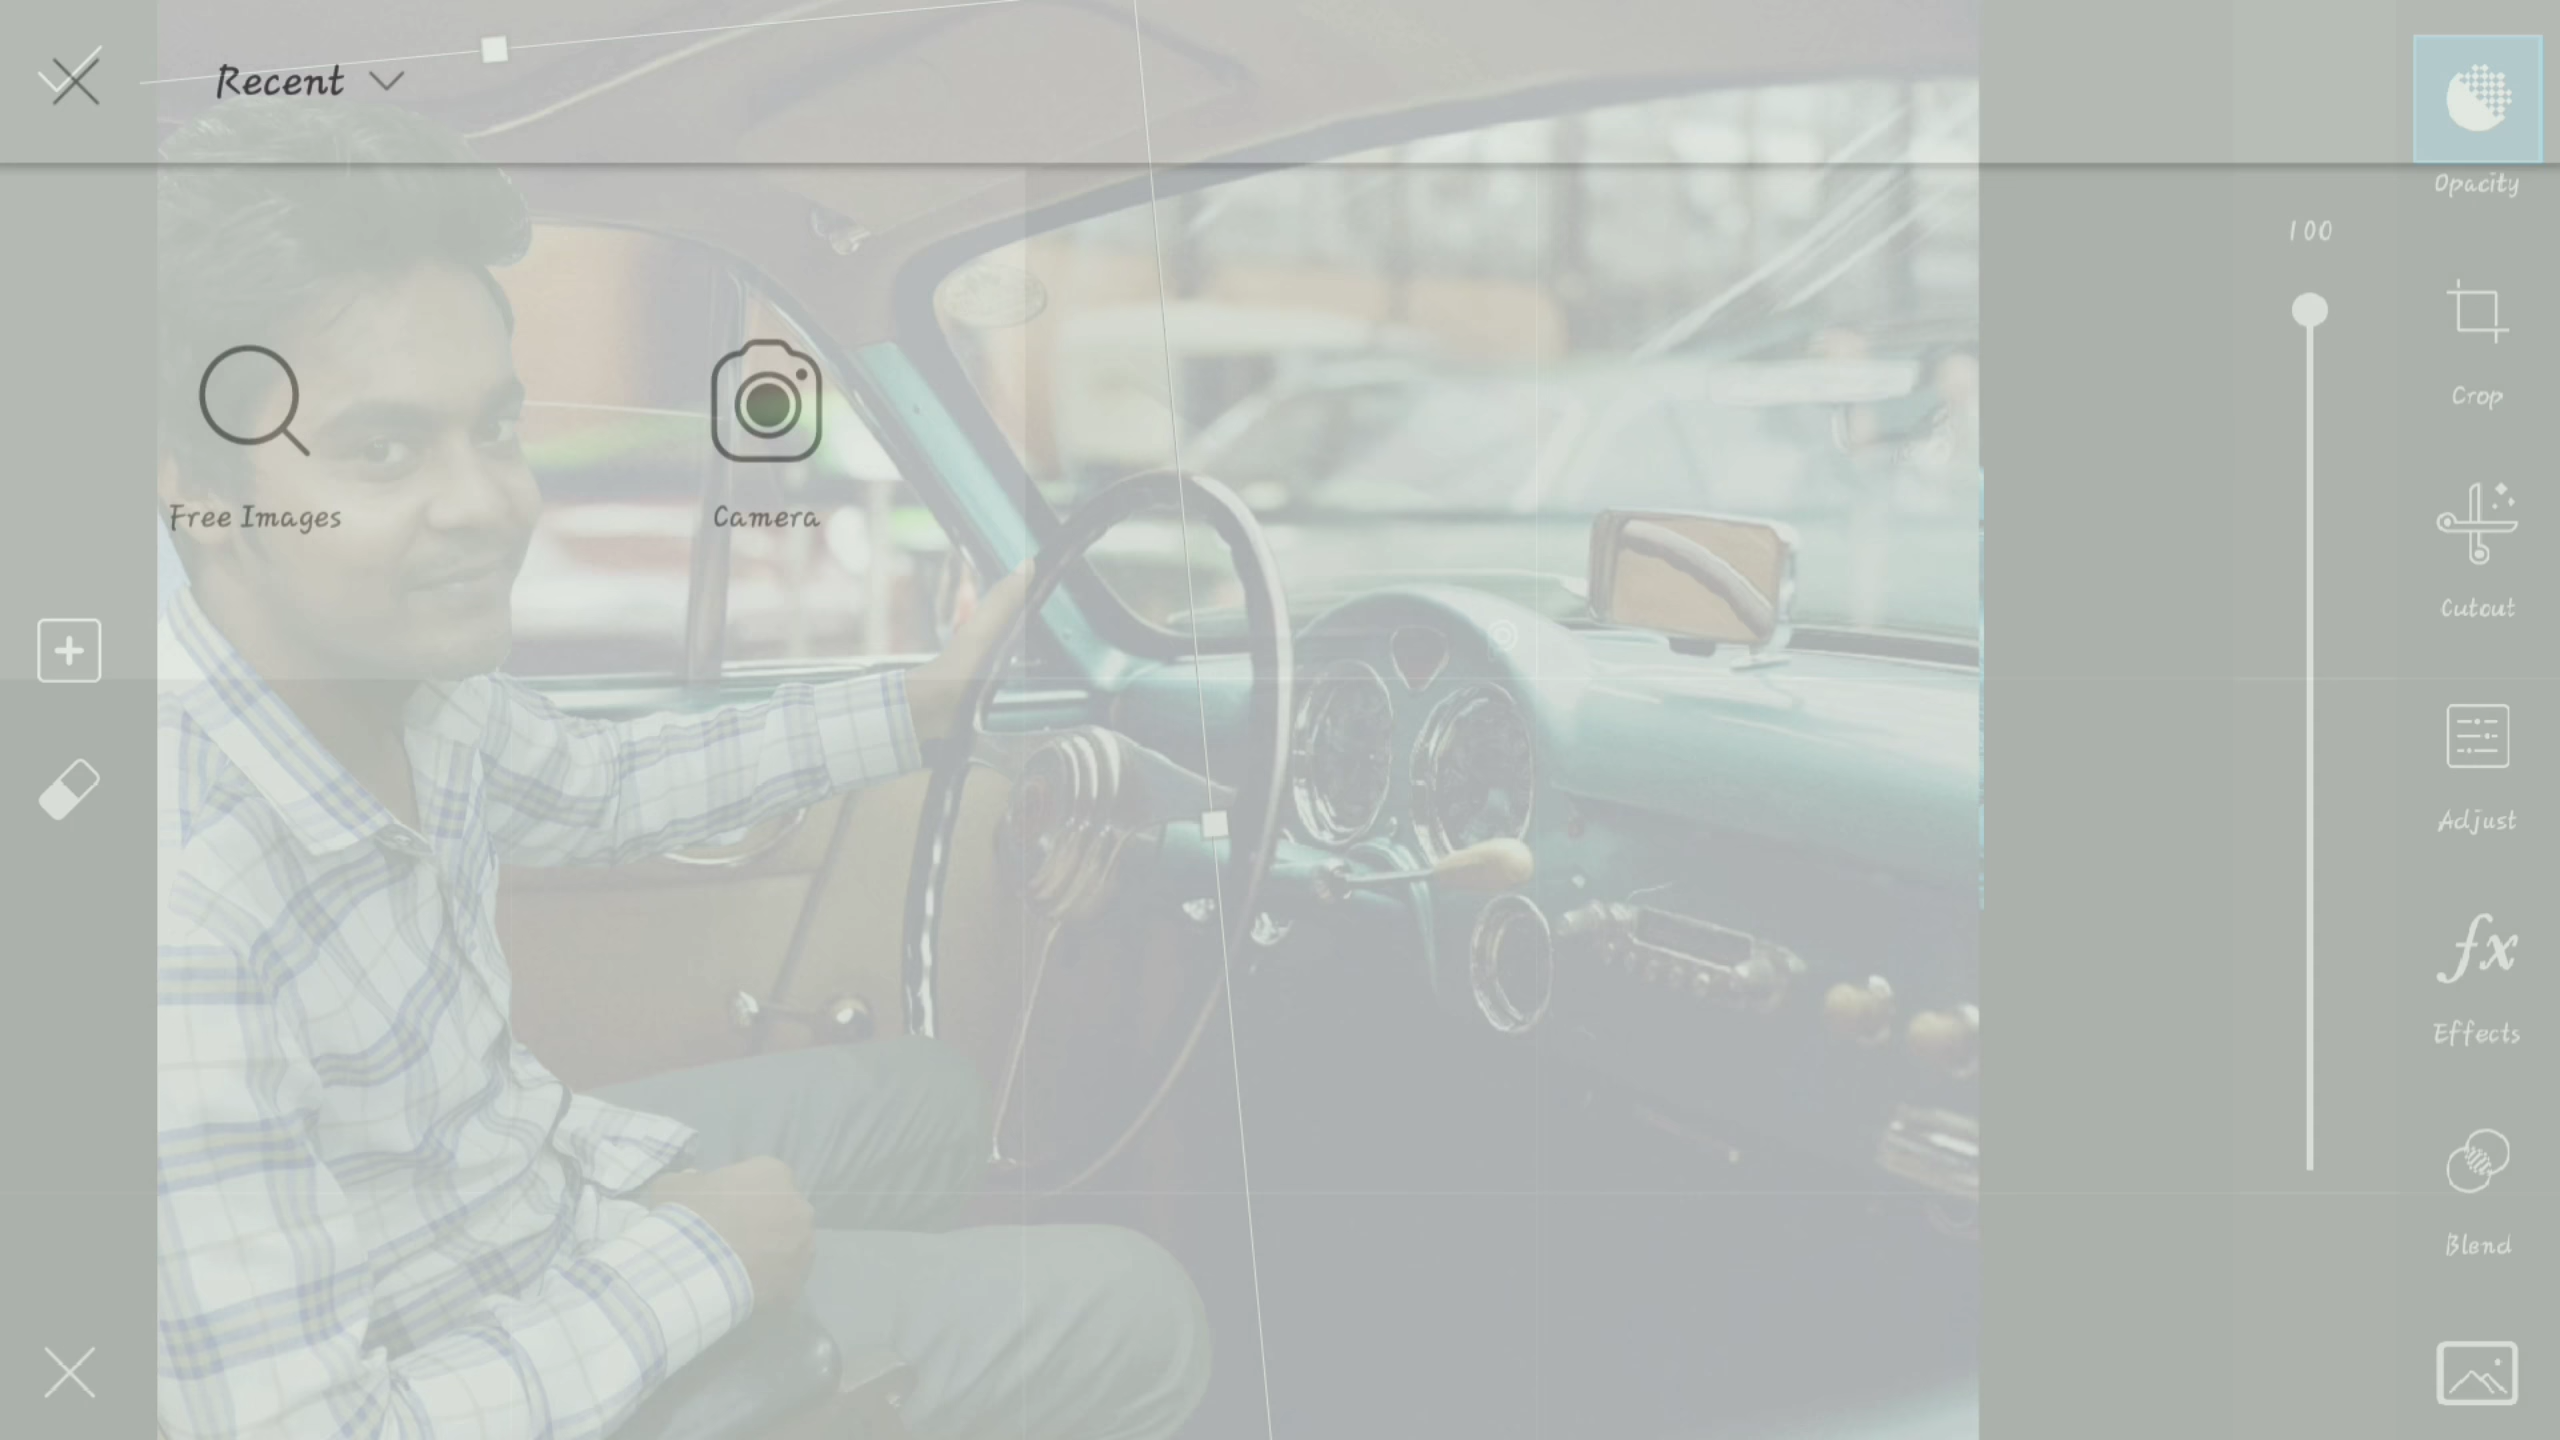 Recent
Opacity
100
Crop
Free Images
Camera
Cutout
Adjust
fx
Effects
Blend